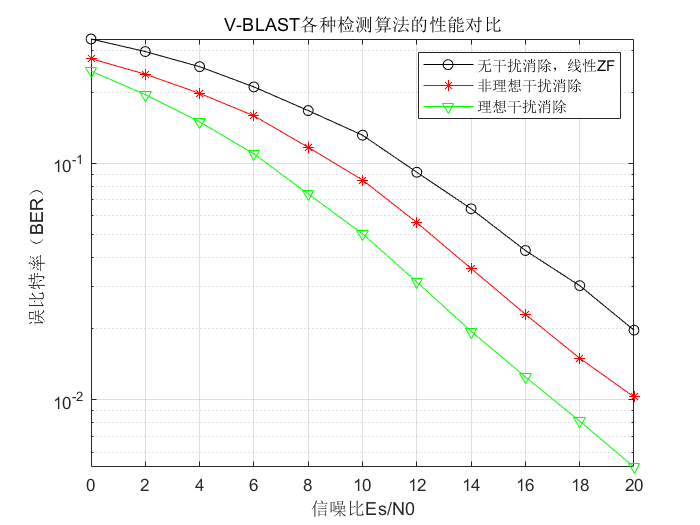 V-BLAST各种检测算法的性能对比
无干扰消除，线性ZF
非理想干扰消除
理想干扰消除
10-1
10-2
误比特率（BER）
0 2 4 6 8 10 12 14 16 18 20
信噪比Es/N0